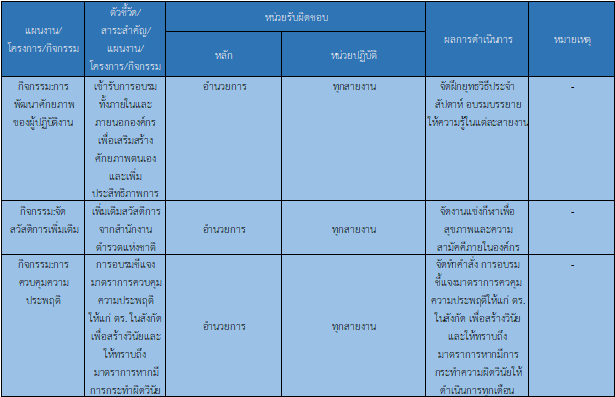 แผนงาน/
โครงการ/กิจกรรม
ตัวชี้วัด/
สาระสำคัญ/
แผนงาน/
โครงการ/กิจกรรม
หน่วยรับผิดชอบ
หลัก
หน่วยปฏิบัติ
ผลการดำเนินการ
หมายเหตุ
กิจกรรม:การ
พัฒนาศักยภาพ
ของผู้ปฏิบัติงาน
เข้ารับการอบรม
ทั้งภายในและ
ภายนอกองค์กร
เพื่อเสริมสร้าง
ศักยภาพตนเอง
และเพิ่ม
ประสิทธิภาพการ
อำนวยการ
ทุกสายงาน
จัดฝึกยุทธวิธีประจำ
สัปดาห์ อบรมบรรยาย
ให้ความรู้ในแต่ละสายงาน
-
กิจกรรม:จัด
สวัสดิการเพิ่มเติม
เพิ่มเติมสวัสดิการ
จากสำนักงาน
ตำรวจแห่งชาติ
อำนวยการ
ทุกสายงาน
จัดงานแข่งกีฬาเพื่อ
สุขภาพและความ
สามัคคีภายในองค์กร
-
กิจกรรม:การ
ควบคุมความ
ประพฤติ
การอบรมชี้แจง
มาตราการควบคุม
ความประพฤติ
ให้แก่ ตร. ในสังกัด
เพื่อสร้างวินัยและ
ให้ทราบถึง
มาตราการหากมี
การกระทำผิดวินัย
อำนวยการ
ทุกสายงาน
จัดทำคำสั่ง การอบรม
ชี้แจงมาตราการควคุม
ความประพฤติให้แก่ ตร.
ในสังกัด เพื่อสร้างวินัย
และให้ทราบถึง
มาตราการหากมีการ
กระทำความผิดวินัยให้
ดำเนินการทุกเดือน
-